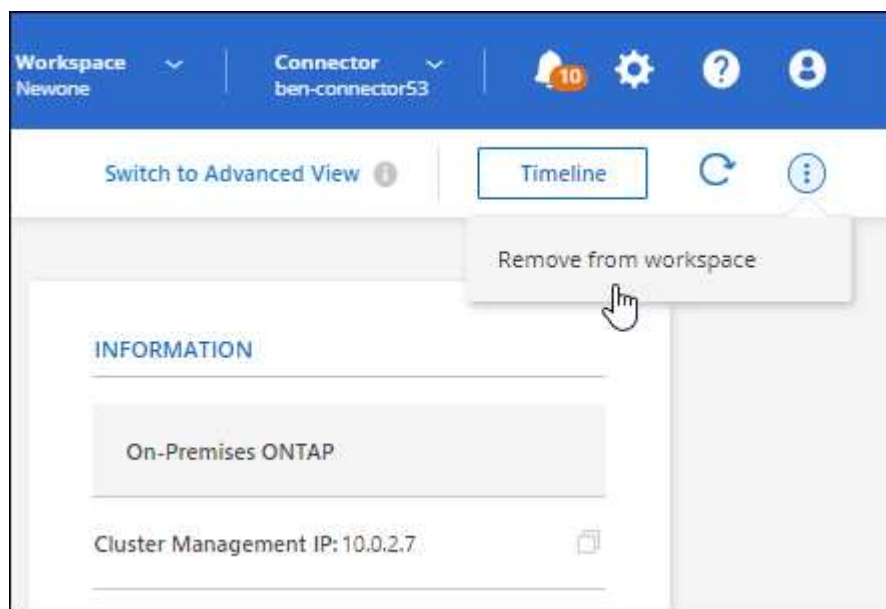 Workspace
Newone
Connector
ben-connector53
10
Switch to Advanced View
Timeline
Remove from workspace
INFORMATION
On-Premises ONTAP
Cluster Management IP: 10.0.2.7